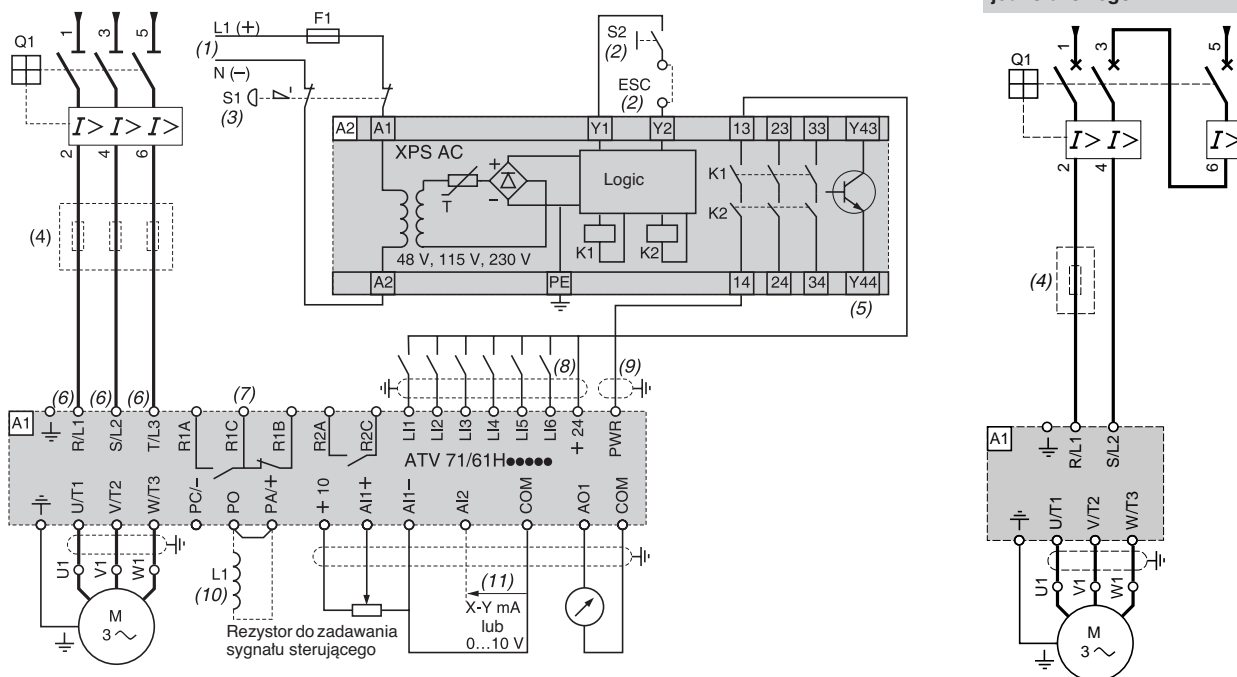 Q1
1
3
5
I>
I>
I>
2
4
6
(4)
L1 (+)
F1
(1)
N (–)
S1
(3)
S2
(2)
ESC
(2)
A2
A1
Y1
Y2
13
23
33
Y43
XPS AC
+
–
T
Logic
K1
K2
K1
K2
48 V, 115 V, 230 V
A2
PE
14
24
34
Y44
(5)
(6)
(6)
(6)
(7)
(8)
(9)
A1
R/L1
S/L2
T/L3
R1A
R1C
R1B
R2A
R2C
LI1
LI2
LI3
LI4
LI5
LI6
+ 24
PWR
ATV 71/61H●●●●●
U/T1
V/T2
W/T3
PC/-
PO
PA/+
+ 10
AI1+
AI1-
AI2
COM
AO1
COM
U1
V1
W1
M
3
L1
(10)
Rezystor do zadawania
sygnału sterującego
(11)
X-Y mA
lub
0...10 V
Q1
1
3
5
I>
I>
I>
2
4
6
(4)
A1
R/L1
S/L2
U/T1
V/T2
W/T3
U1
V1
W1
M
3